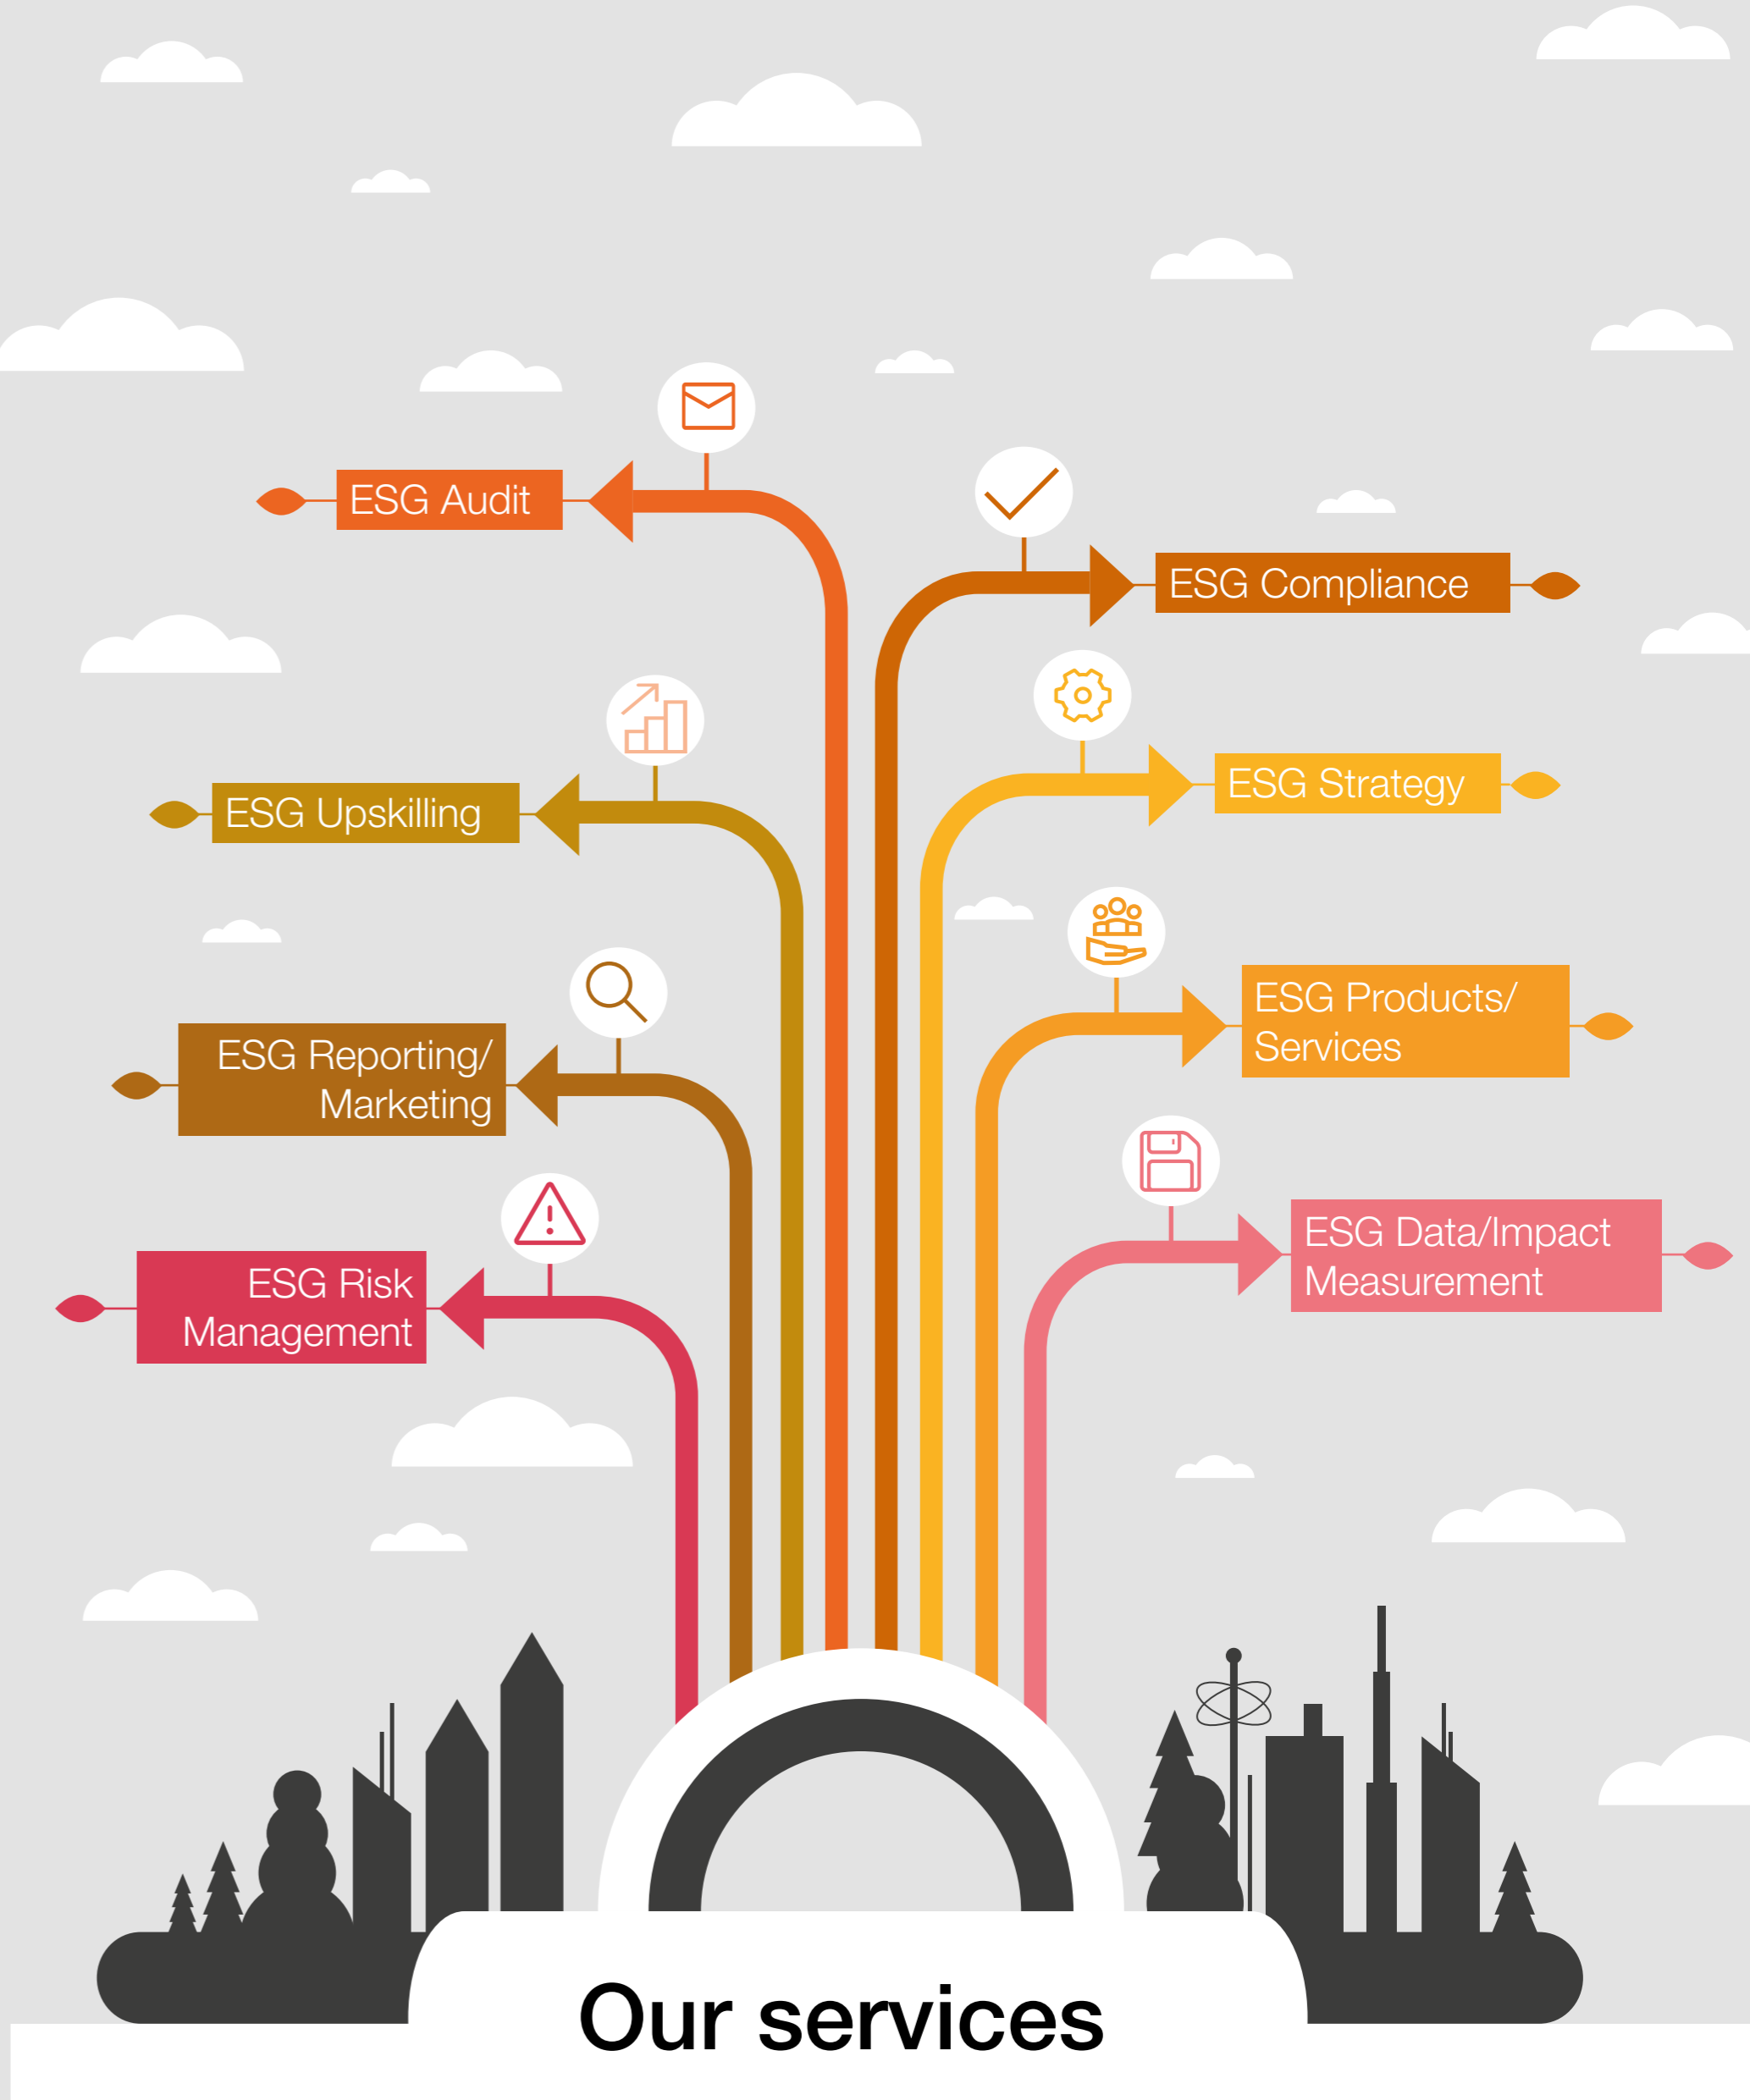 ESG Audit
ESG Compliance
ESG Strategy
ESG Upskilling
ESG Products/
Services
ESG Reporting/
Marketing
ESG Data/Impact
Measurement
ESG Risk
Management
Our services